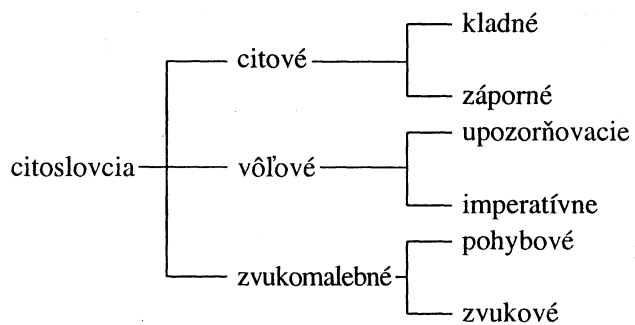 kladné
citové
záporné
upozorňovacie
citoslovcia
vôľové
imperatívne
pohybové
zvukomalebné
zvukové